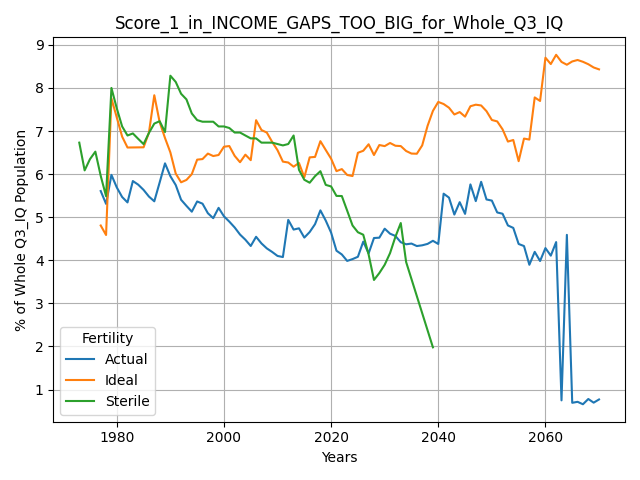 Score_1_in_INCOME_GAPS_TOO_BIG_for_Whole_Q3_IQ
% of Whole Q3_IQ Population
9
8
7
6
5
4
3
2
1
Fertility
Actual
Ideal
Sterile
1980 2000 2020 2040 2060
Years